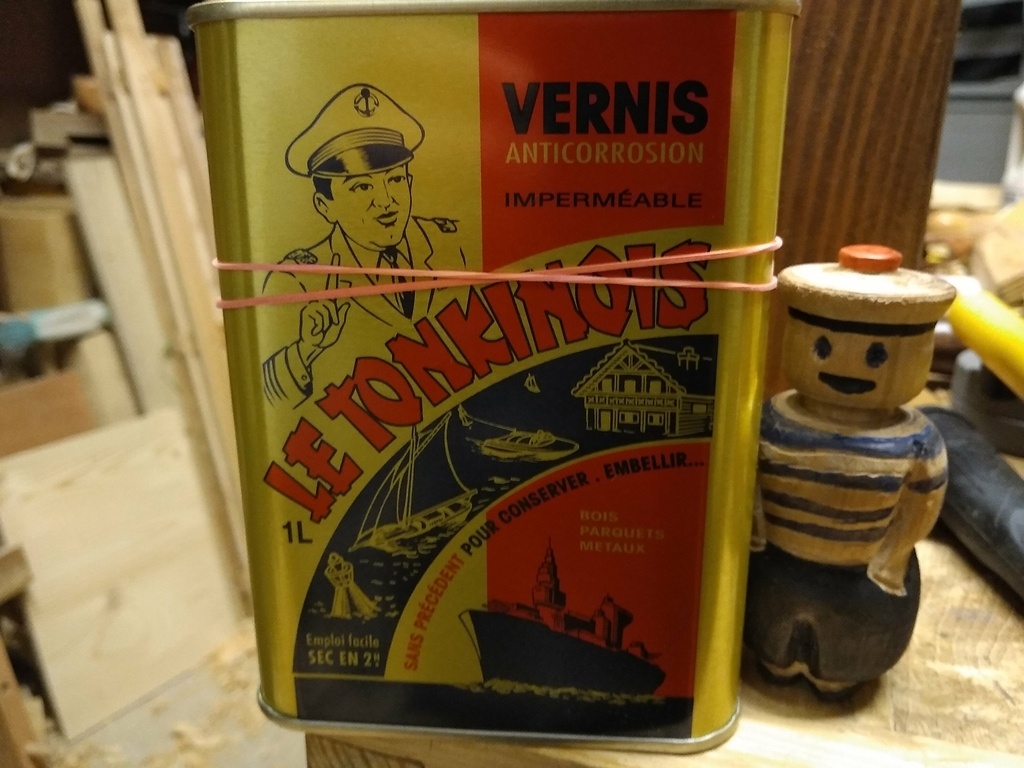 VERNIS
ANTICORROSION
IMPERMÉABLE
LE TONKINOIS
1L
SANS PRÉCÉDENT POUR CONSERVER . EMBELLIR...
BOIS
PARQUETS
METAUX
Emploi facile
SEC EN 2H